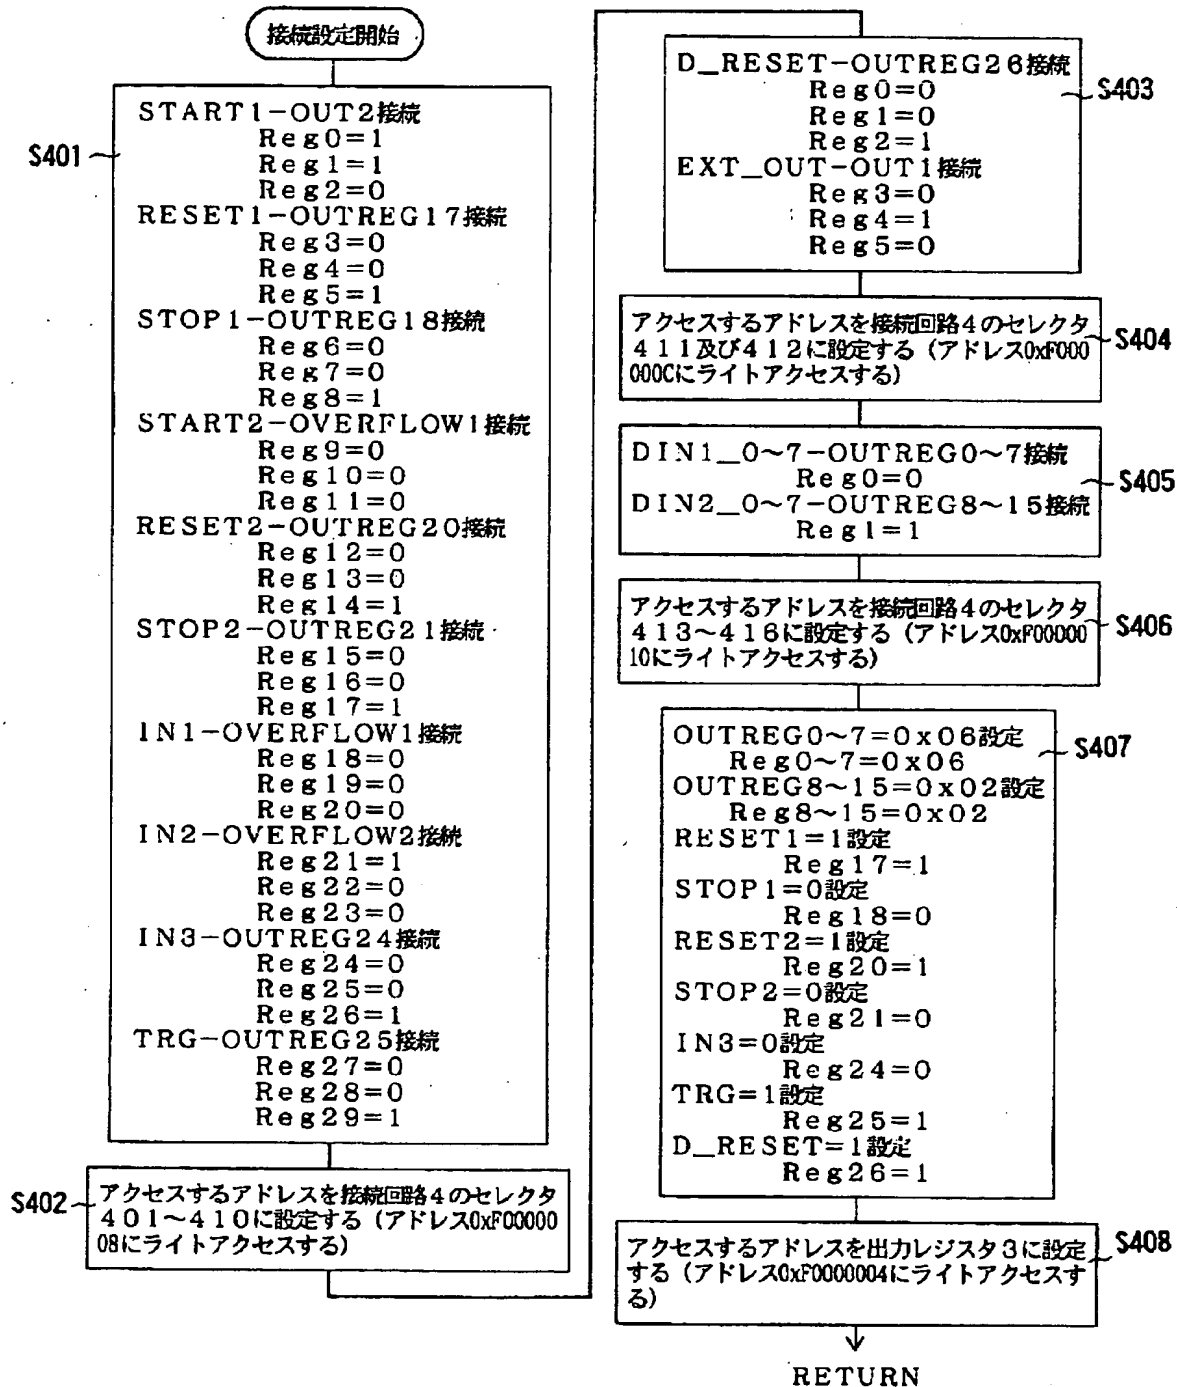 接続設定開始
S401
START1-OUT2接続
Reg0=1
Reg1=1
Reg2=0
RESET1-OUTREG17接続
Reg3=0
Reg4=0
Reg5=1
STOP1-OUTREG18接続
Reg6=0
Reg7=0
Reg8=1
START2-OVERFLOW1接続
Reg9=0
Reg10=0
Reg11=0
RESET2-OUTREG20接続
Reg12=0
Reg13=0
Reg14=1
STOP2-OUTREG21接続
Reg15=0
Reg16=0
Reg17=1
IN1-OVERFLOW1接続
Reg18=0
Reg19=0
Reg20=0
IN2-OVERFLOW2接続
Reg21=1
Reg22=0
Reg23=0
IN3-OUTREG24接続
Reg24=0
Reg25=0
Reg26=1
TRG-OUTREG25接続
Reg27=0
Reg28=0
Reg29=1
S402
アクセスするアドレスを接続回路4のセレクタ
401~410に設定する(アドレス0xF00000
08にライトアクセスする)
D_RESET-OUTREG26接続
Reg0=0
Reg1=0
Reg2=1
EXT_OUT-OUT1接続
Reg3=0
Reg4=1
Reg5=0
S403
アクセスするアドレスを接続回路4のセレクタ
411及び412に設定する(アドレス0xF000
000Cにライトアクセスする)
S404
DIN1_0~7-OUTREG0~7接続
Reg0=0
DIN2_0~7-OUTREG8~15接続
Reg1=1
S405
アクセスするアドレスを接続回路4のセレクタ
413~416に設定する(アドレス0xF00000
10にライトアクセスする)
S406
OUTREG0~7=0x06設定
Reg0~7=0x06
OUTREG8~15=0x02設定
Reg8~15=0x02
RESET1=1設定
Reg17=1
STOP1=0設定
Reg18=0
RESET2=1設定
Reg20=1
STOP2=0設定
Reg21=0
IN3=0設定
Reg24=0
TRG=1設定
Reg25=1
D_RESET=1設定
Reg26=1
S407
アクセスするアドレスを出力レジスタ3に設定
する(アドレス0xF0000004にライトアクセスす
る)
S408
RETURN